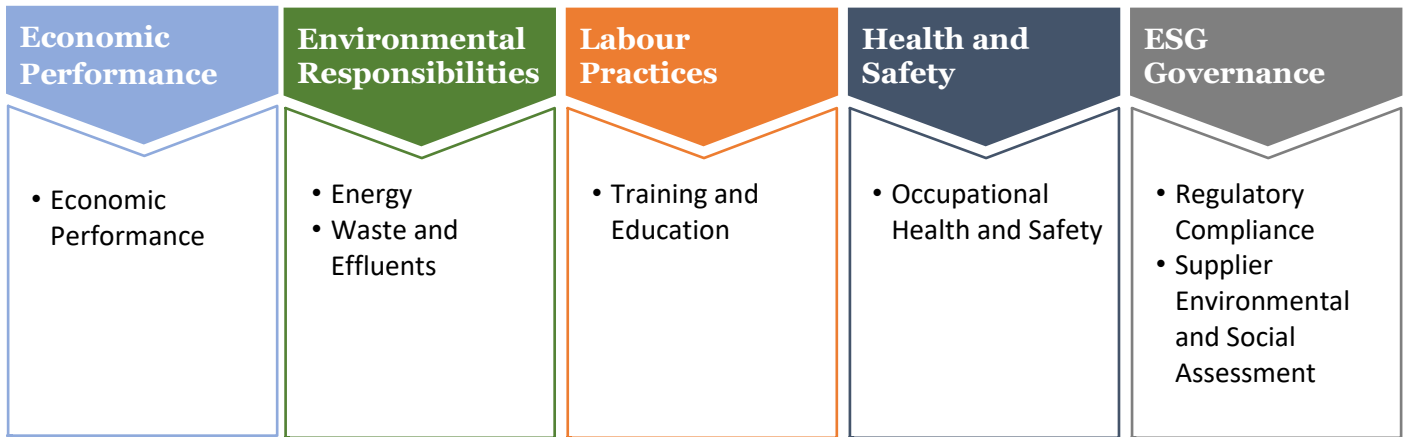 Economic
Performance
• Economic
Performance
Environmental
Responsibilities
• Energy
• Waste and
Effluents
Labour
Practices
• Training and
Education
Health and
Safety
• Occupational
Health and Safety
ESG
Governance
• Regulatory
Compliance
• Supplier
Environmental
and Social
Assessment